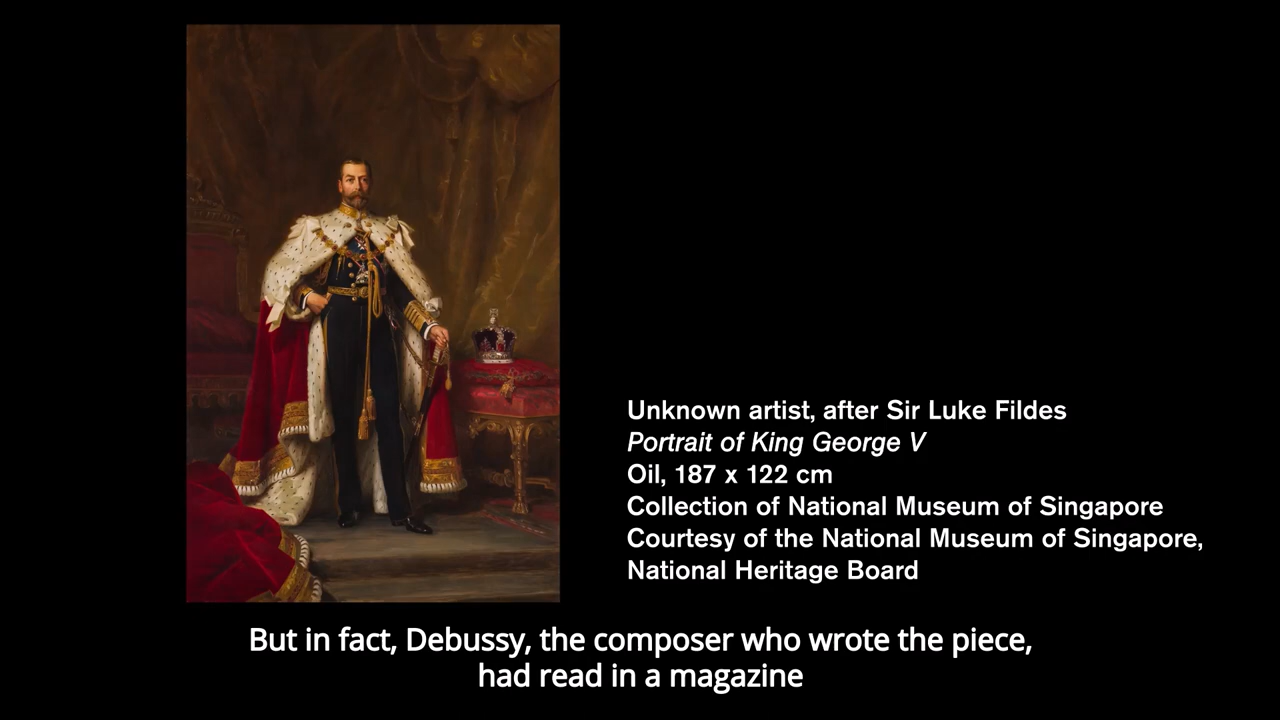 Unknown artist, after Sir Luke Fildes
Portrait of King George V
Oil, 187 x 122 cm
Collection of National Museum of Singapore
Courtesy of the National Museum of Singapore,
National Heritage Board
But in fact, Debussy, the composer who wrote the piece,
had read in a magazine